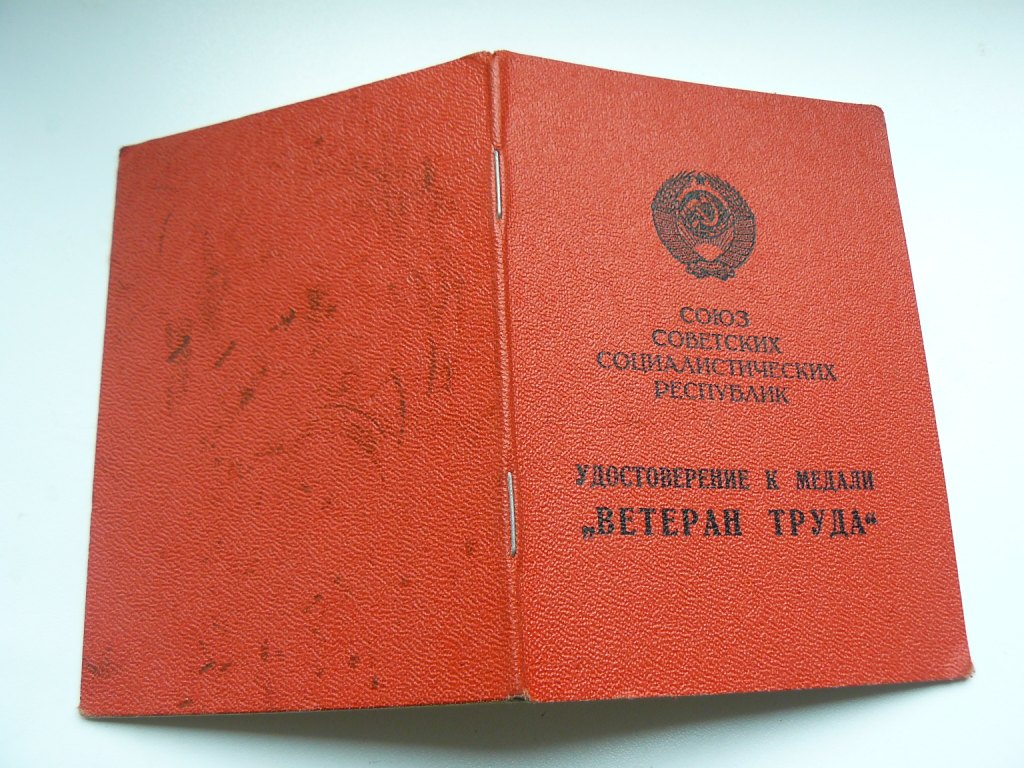 СОЮЗ
СОВЕТСКИХ
СОЦИАЛИСТИЧЕСКИХ
РЕСПУБЛИК
УДОСТОВЕРЕНИЕ К МЕДАЛИ
„ВЕТЕРАН ТРУДА“